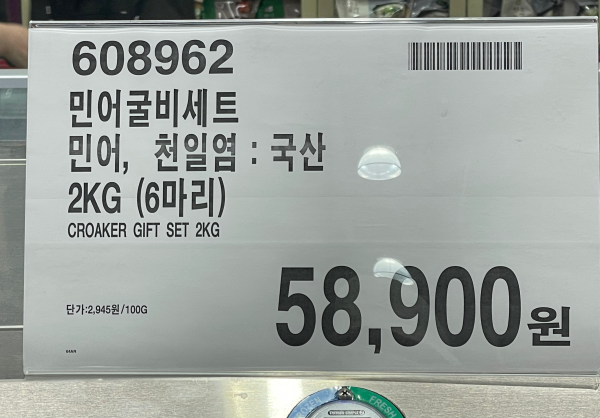 608962
민어굴비세트
민어, 천일염 : 국산
2KG (6마리)
CROAKER GIFT SET 2KG
단가:2,945원/100G
58,900원
FRESH